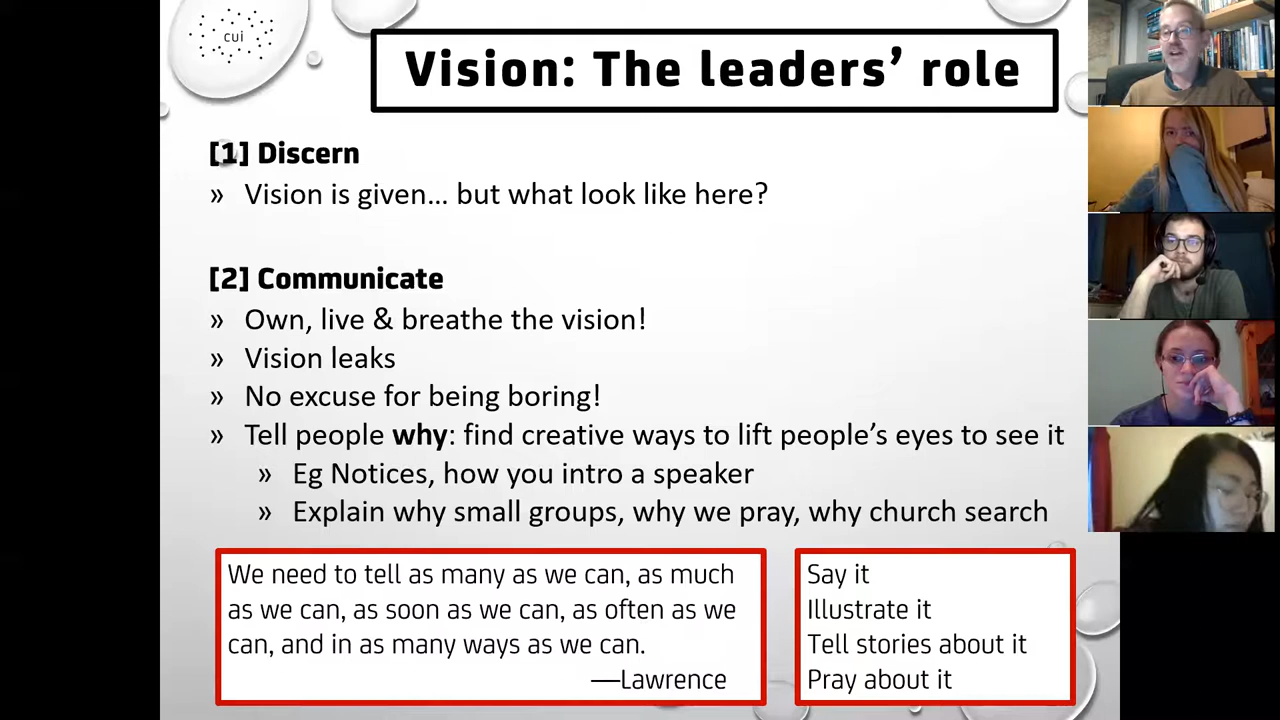 cui
Vision: The leaders’ role
[1] Discern
» Vision is given... but what look like here?
[2] Communicate
» Own, live & breathe the vision!
» Vision leaks
» No excuse for being boring!
» Tell people why: find creative ways to lift people’s eyes to see it
» Eg Notices, how you intro a speaker
» Explain why small groups, why we pray, why church search
We need to tell as many as we can, as much
as we can, as soon as we can, as often as we
can, and in as many ways as we can.
—Lawrence
Say it
Illustrate it
Tell stories about it
Pray about it